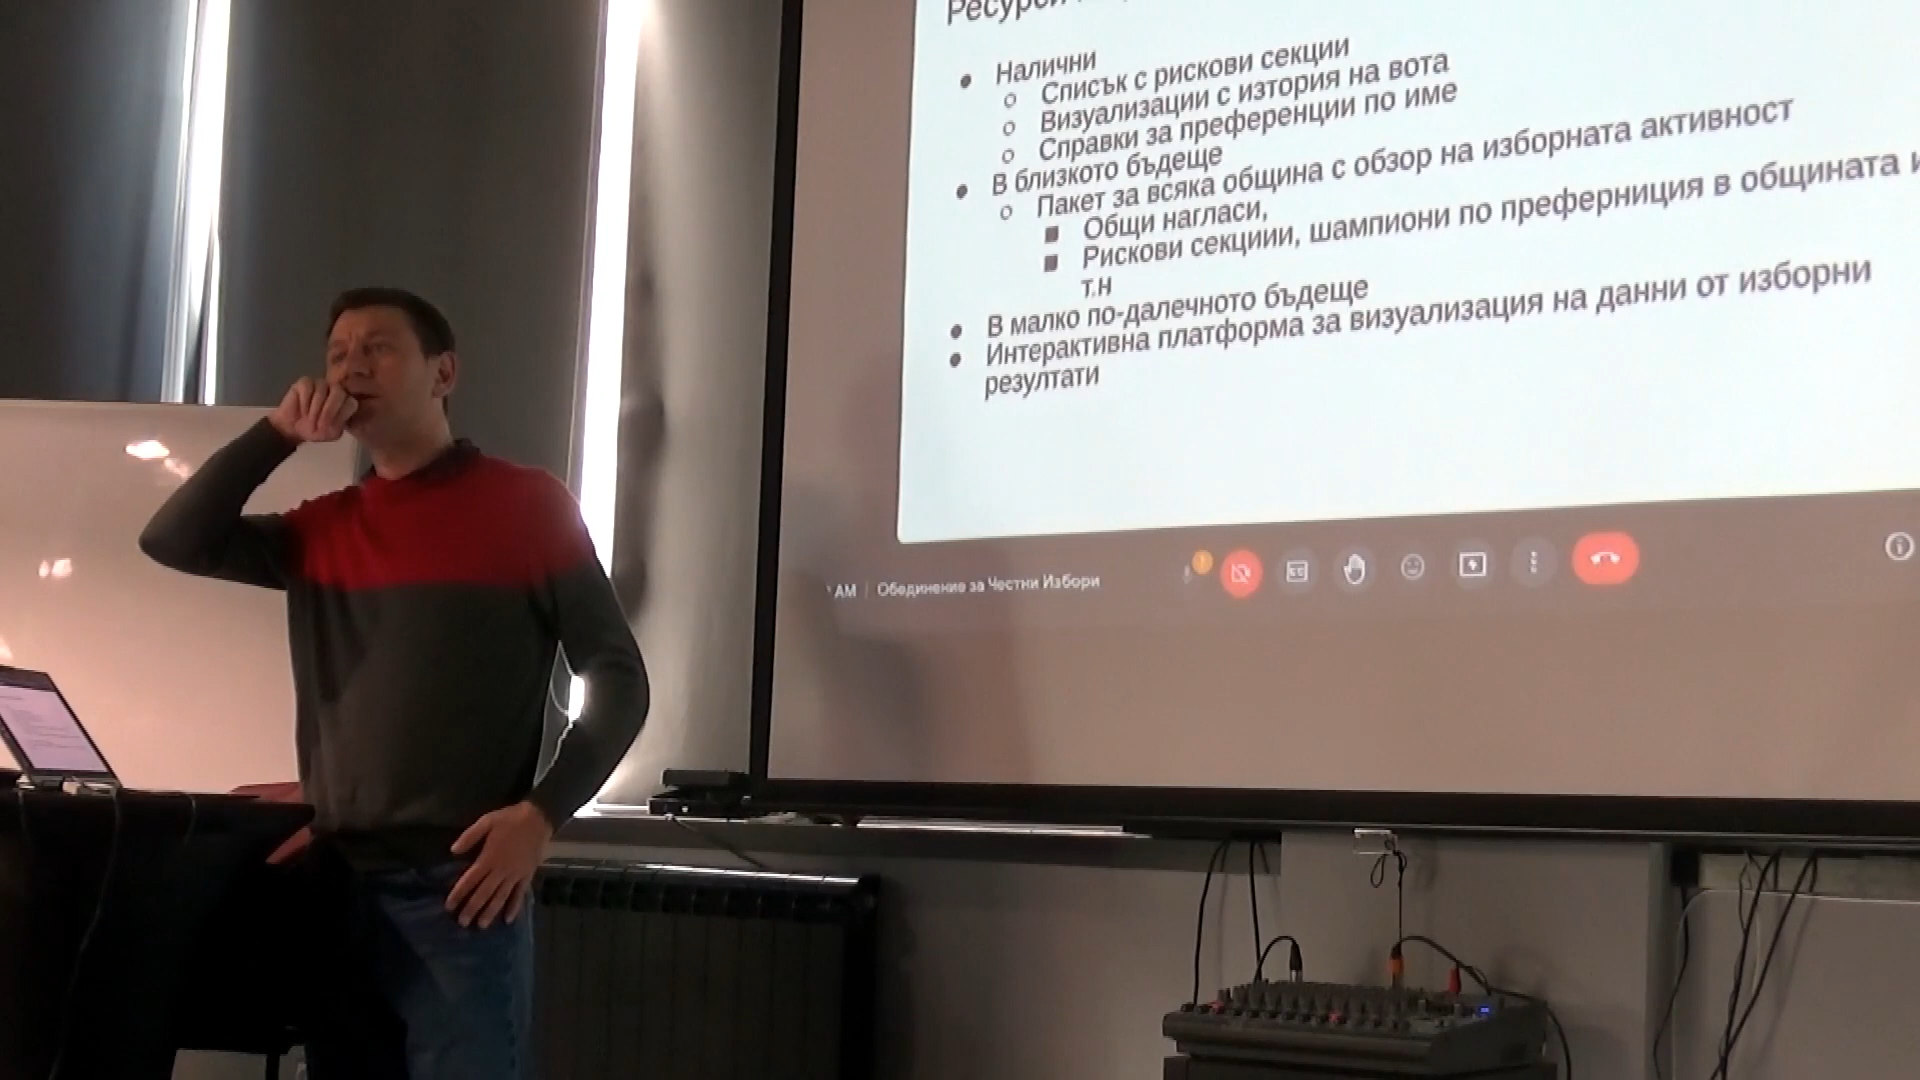 Ресурси
Налични
Списък с рискови секции
Визуализации с изтория на вота
Справки за преференции по име
В близкото бъдеще
Пакет за всяка община с обзор на изборната активност
Общи нагласи,
Рискови секциии, шампиони по преферниция в общината и
т.н
В малко по-далечното бъдеще
Интерактивна платформа за визуализация на данни от изборни
резултати
AM | Обединение за Честни Избори